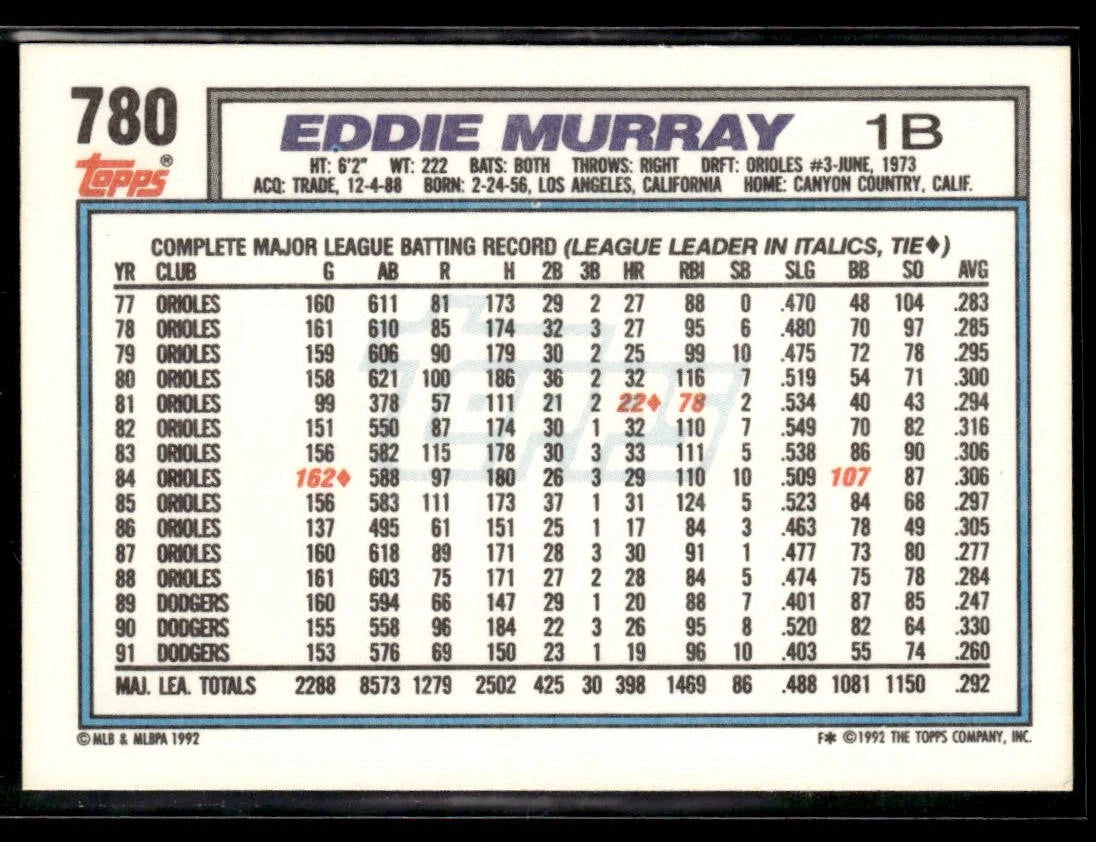 780 EDDIE MURRAY 1B
Topps®
HT: 6'2" WT: 222 BATS: BOTH THROWS: RIGHT DRFT: ORIOLES #3-JUNE, 1973
ACQ: TRADE, 12-4-88 BORN: 2-24-56, LOS ANGELES, CALIFORNIA HOME: CANYON COUNTRY, CALIF.
COMPLETE MAJOR LEAGUE BATTING RECORD (LEAGUE LEADER IN ITALICS, TIE♦)
YR CLUB G AB R H 2B 3B HR RBI SB SLG BB SO AVG
77 ORIOLES 160 611 81 173 29 2 27 88 0 .470 48 104 .283
78 ORIOLES 161 610 85 174 32 3 27 95 6 .480 70 97 .285
79 ORIOLES 159 606 90 179 30 2 25 99 10 .475 72 78 .295
80 ORIOLES 158 621 100 186 36 2 32 116 7 .519 54 71 .300
81 ORIOLES 99 378 57 111 21 2 22♦ 78 2 .534 40 43 .294
82 ORIOLES 151 550 87 174 30 1 32 110 7 .549 70 82 .316
83 ORIOLES 156 582 115 178 30 3 33 111 5 .538 86 90 .306
84 ORIOLES 162♦ 588 97 180 26 3 29 110 10 .509 107 87 .306
85 ORIOLES 156 583 111 173 37 1 31 124 5 .523 84 68 .297
86 ORIOLES 137 495 61 151 25 1 17 84 3 .463 78 49 .305
87 ORIOLES 160 618 89 171 28 3 30 91 1 .477 73 80 .277
88 ORIOLES 161 603 75 171 27 2 28 84 5 .474 75 78 .284
89 DODGERS 160 594 66 147 29 1 20 88 7 .401 87 85 .247
90 DODGERS 155 558 96 184 22 3 26 95 8 .520 82 64 .330
91 DODGERS 153 576 69 150 23 1 19 96 10 .403 55 74 .260
MAJ. LEA. TOTALS 2288 8573 1279 2502 425 30 398 1469 86 .488 1081 1150 .292
Topps
© MLB & MLBPA 1992 F* ©1992 THE TOPPS COMPANY, INC.